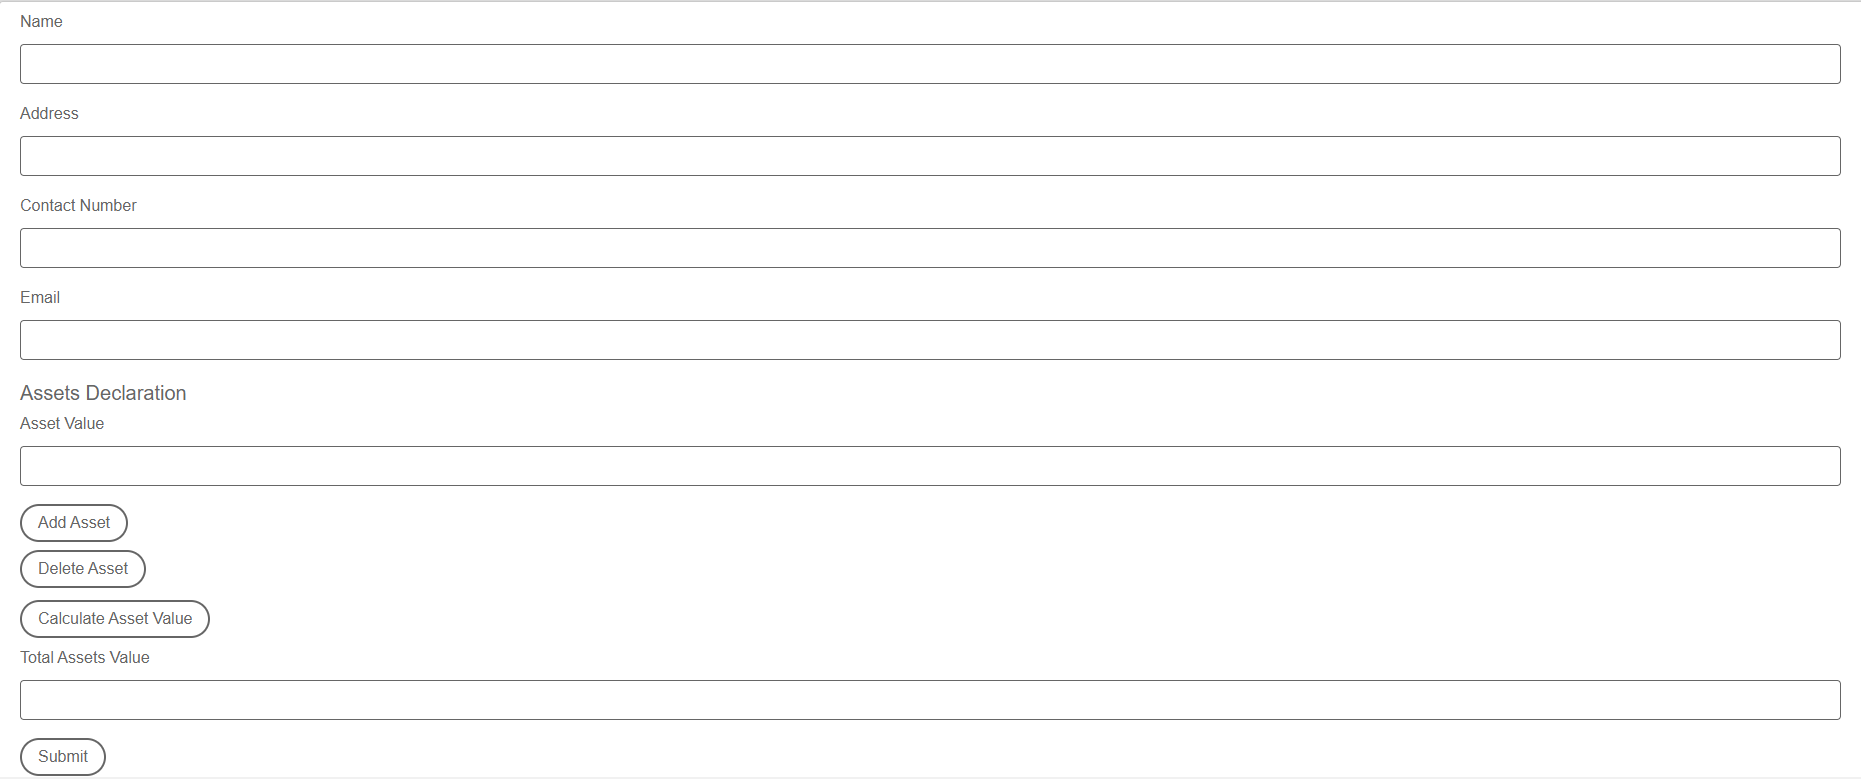 Name
Address
Contact Number
Email
Assets Declaration
Asset Value
Add Asset
Delete Asset
Calculate Asset Value
Total Assets Value
Submit